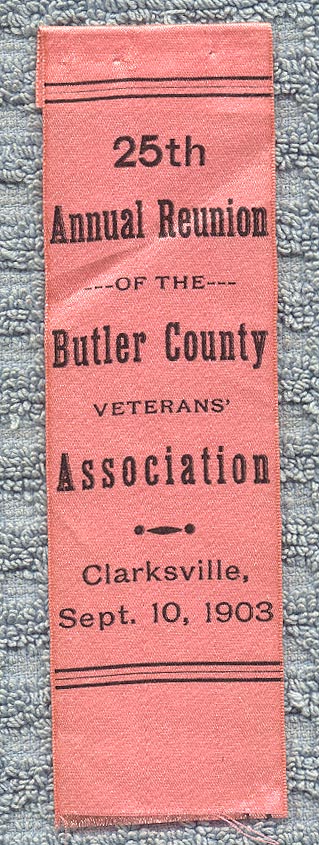 25th
Annual Reunion
---OF THE---
Butler County
VETERANS'
Association
Clarksville,
Sept. 10, 1903